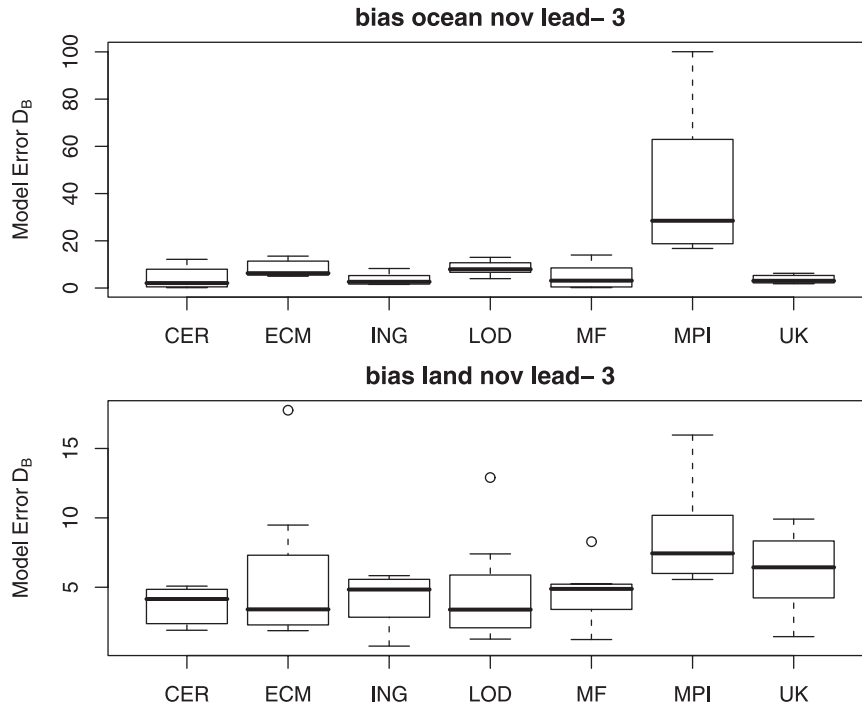 bias ocean nov lead– 3
Model Error D_B
100
80
60
40
20
0
CER ECM ING LOD MF MPI UK
bias land nov lead– 3
Model Error D_B
15
10
5
CER ECM ING LOD MF MPI UK